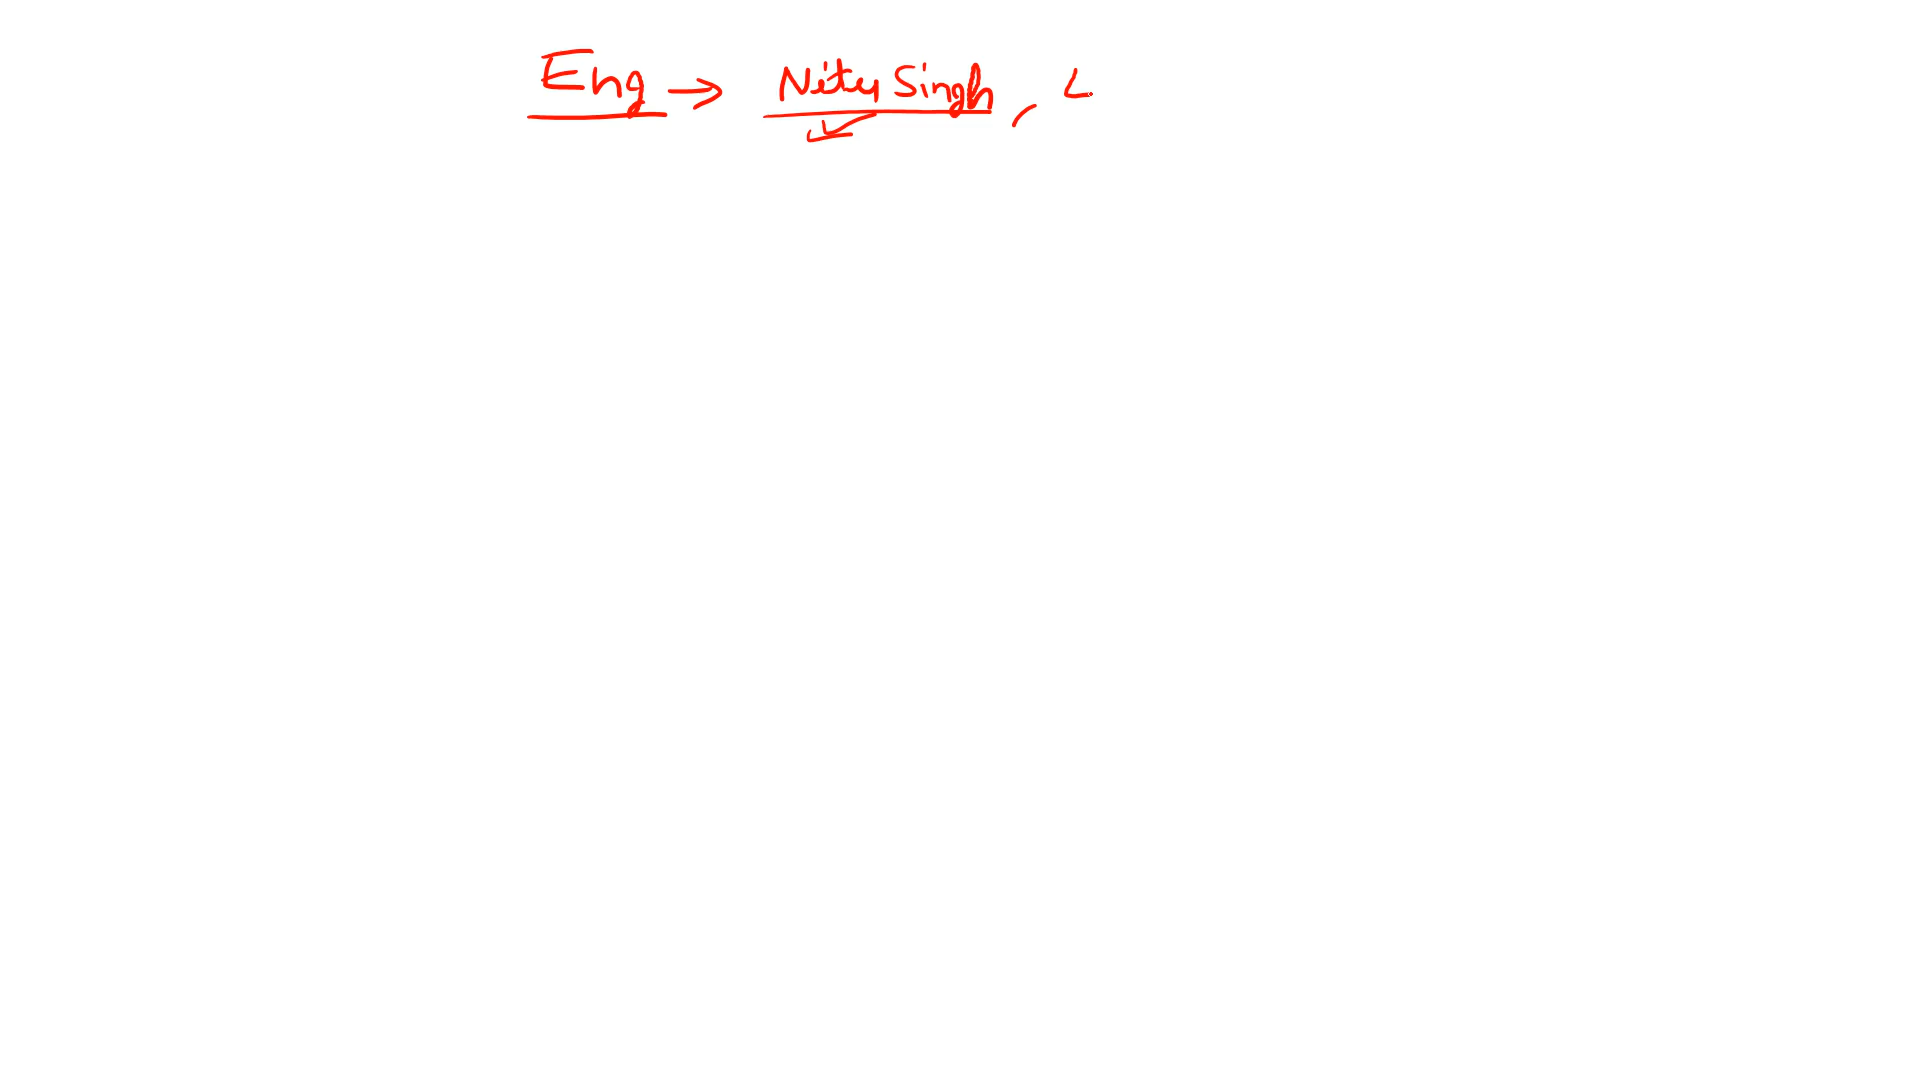 Eng → Nitu Singh, L